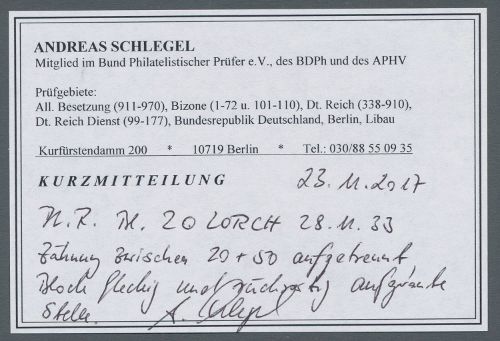 ANDREAS SCHLEGEL
Mitglied im Bund Philatelistischer Prüfer e.V., des BDPh und des APHV
Prüfgebiete:
All. Besetzung (911-970), Bizone (1-72 u. 101-110), Dt. Reich (338-910),
Dt. Reich Dienst (99-177), Bundesrepublik Deutschland, Berlin, Libau
Kurfürstendamm 200 * 10719 Berlin * Tel.: 030/88 55 09 35
KURZMITTEILUNG 23.11.2017
20 LORCH 28.11.33
Zähnung zwischen 20 + 50 aufgetrennt
Block fleckig und rückseitig aufgeraute
Stelle. A. Schlegel